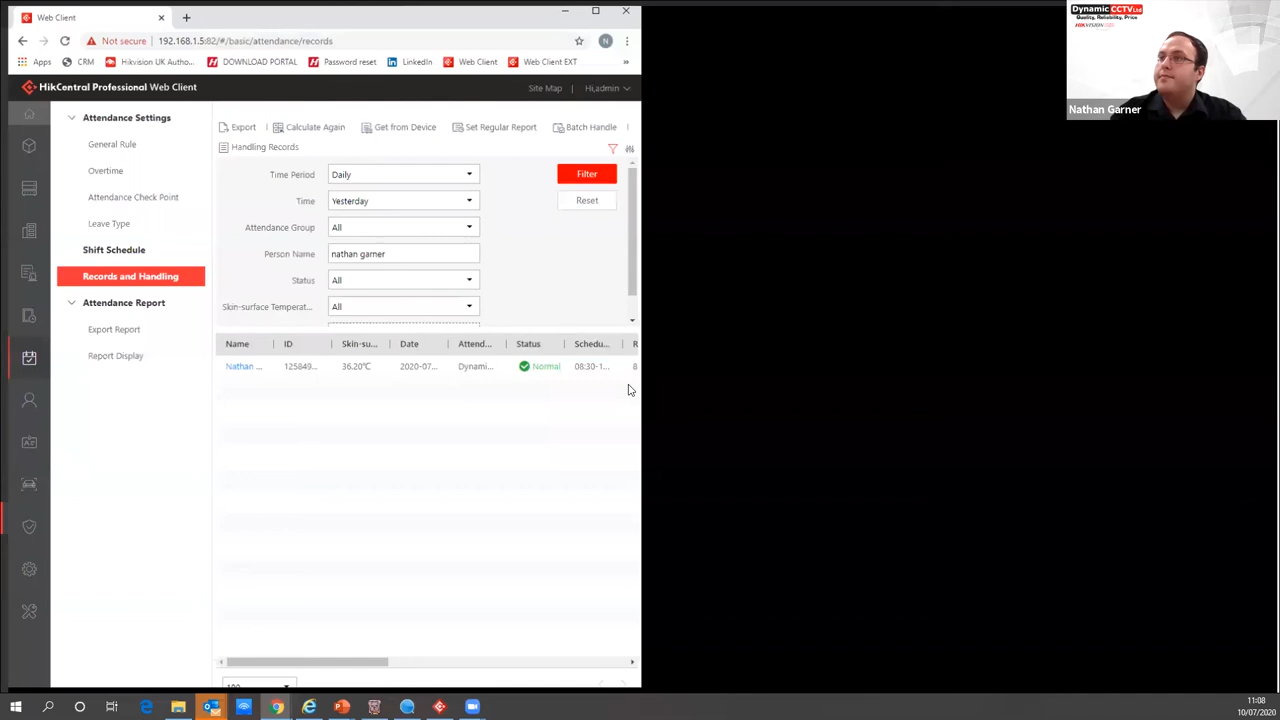 Web Client
Not secure 192.168.1.5:82/#/basic/attendance/records
N
Apps CRM Hikvision UK Autho... DOWNLOAD PORTAL Password reset LinkedIn Web Client Web Client EXT »
HikCentral Professional Web Client Site Map Hi,admin
Attendance Settings
General Rule
Overtime
Attendance Check Point
Leave Type
Shift Schedule
Records and Handling
Attendance Report
Export Report
Report Display
Export Calculate Again Get from Device Set Regular Report Batch Handle
Handling Records
Time Period Daily Filter
Time Yesterday Reset
Attendance Group All
Person Name nathan garner
Status All
Skin-surface Temperat... All
Name ID Skin-su... Date Attend... Status Schedu... R
Nathan ... 125849... 36.20°C 2020-07... Dynami... Normal 08:30-1... 8
100
Dynamic CCTV Ltd
Quality, Reliability, Price
HIKVISION
Nathan Garner
11:08
10/07/2020